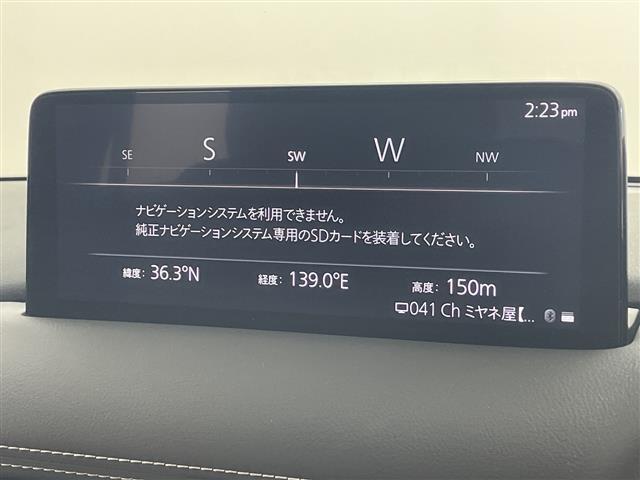 2:23pm
SE S SW W NW
ナビゲーションシステムを利用できません。
純正ナビゲーションシステム専用のSDカードを装着してください。
緯度: 36.3°N 経度: 139.0°E 高度: 150m
041 Ch ミヤネ屋【...